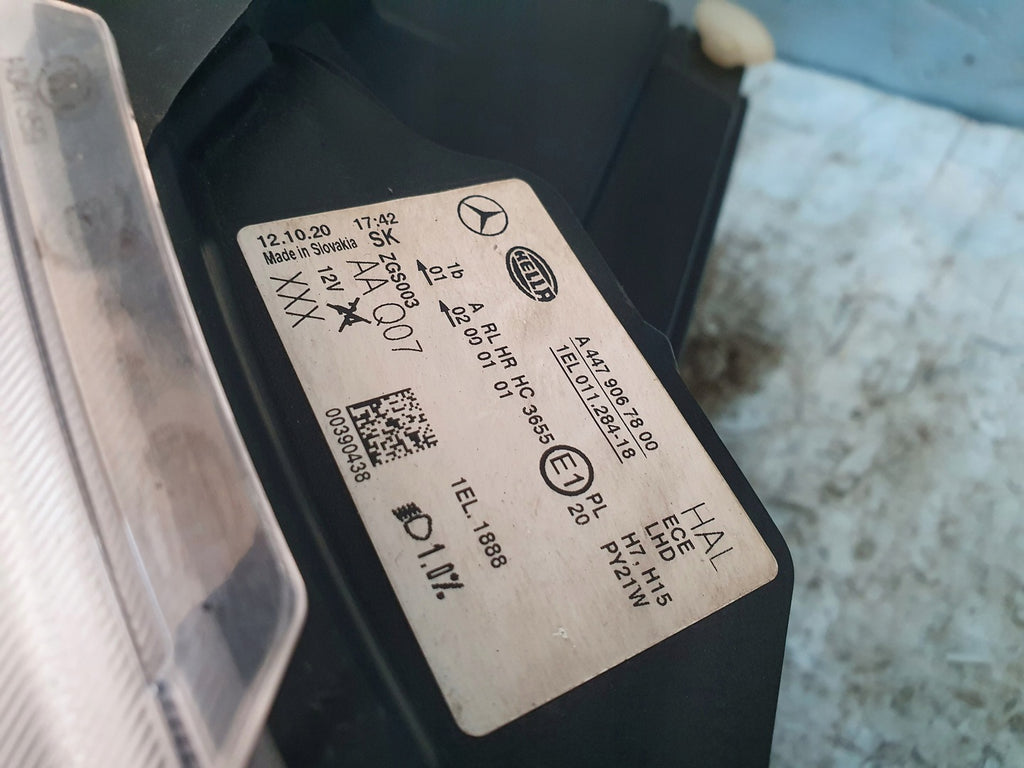 12.10.20 17:42
Made in Slovakia SK
12V ZGS003
XXX AA Q07
1b
01
A RL HR HC 3655 E1 PL
02 00 01 01 20
HELLA
A 447 906 78 00
1EL 011 284-18
HAL
ECE
LHD
H7, H15
PY21W
00390438
1EL. 1888
1.0%